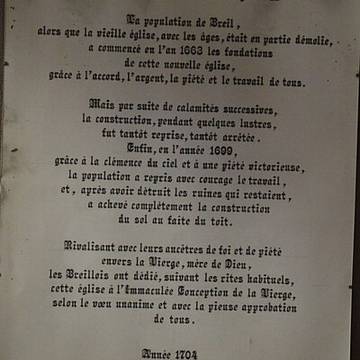 La population de Breil,
alors que la vieille église, avec les âges, était en partie démolie,
a commencé en l'an 1663 les fondations
de cette nouvelle église,
grâce à l'accord, l'argent, la piété et le travail de tous.
Mais par suite de calamités successives,
la construction, pendant quelques lustres,
fut tantôt reprise, tantôt arrêtée.
Enfin, en l'année 1699,
grâce à la clémence du ciel et à une piété victorieuse,
la population a repris avec courage le travail,
et, après avoir détruit les ruines qui restaient,
a achevé complètement la construction
du sol au faîte du toit.
Rivalisant avec leurs ancêtres de foi et de piété
envers la Vierge, mère de Dieu,
les Breillois ont dédié, suivant les rites habituels,
cette église à l'Immaculée Conception de la Vierge,
selon le vœu unanime et avec la pieuse approbation
de tous.
Année 1704